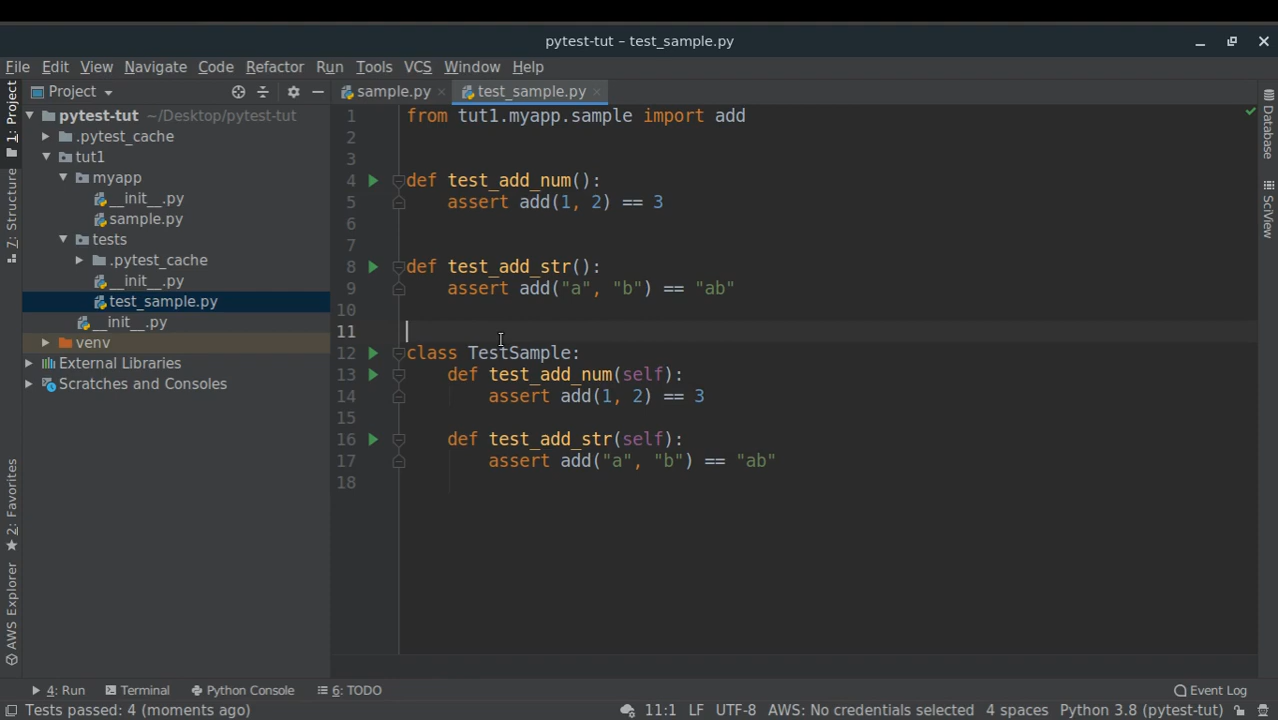 pytest-tut – test_sample.py
File Edit View Navigate Code Refactor Run Tools VCS Window Help
Project
sample.py
test_sample.py
1: Project
7: Structure
2: Favorites
AWS Explorer
pytest-tut ~/Desktop/pytest-tut
.pytest_cache
tut1
myapp
__init__.py
sample.py
tests
.pytest_cache
__init__.py
test_sample.py
__init__.py
venv
External Libraries
Scratches and Consoles
1 from tut1.myapp.sample import add
2
3
4 def test_add_num():
5 assert add(1, 2) == 3
6
7
8 def test_add_str():
9 assert add("a", "b") == "ab"
10
11
12 class TestSample:
13 def test_add_num(self):
14 assert add(1, 2) == 3
15
16 def test_add_str(self):
17 assert add("a", "b") == "ab"
18
Database
SciView
4: Run Terminal Python Console 6: TODO Event Log
Tests passed: 4 (moments ago) 11:1 LF UTF-8 AWS: No credentials selected 4 spaces Python 3.8 (pytest-tut)